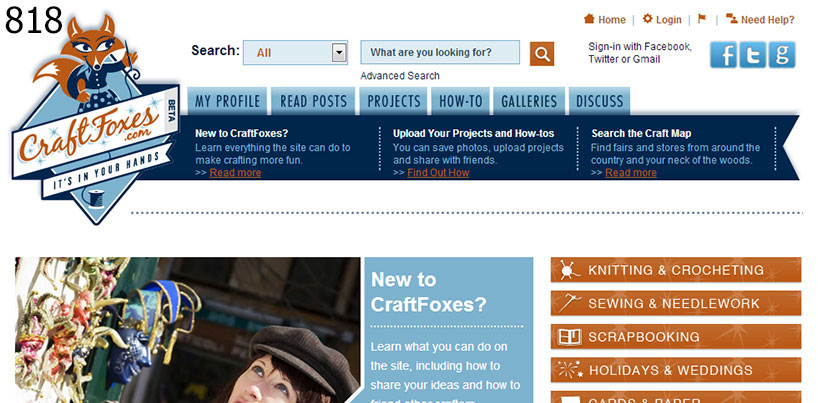 818
Home | Login | | Need Help?
Search: All What are you looking for?
Sign-in with Facebook,
Twitter or Gmail
f t g
Advanced Search
MY PROFILE READ POSTS PROJECTS HOW-TO GALLERIES DISCUSS
BETA
CraftFoxes
.com
IT'S IN YOUR HANDS
New to CraftFoxes?
Learn everything the site can do to
make crafting more fun.
>> Read more
Upload Your Projects and How-tos
You can save photos, upload projects
and share with friends.
>> Find Out How
Search the Craft Map
Find fairs and stores from around the
country and your neck of the woods.
>> Read more
New to
CraftFoxes?
Learn what you can do on
the site, including how to
share your ideas and how to
friend other crafters
KNITTING & CROCHETING
SEWING & NEEDLEWORK
SCRAPBOOKING
HOLIDAYS & WEDDINGS
CARDS & PAPER